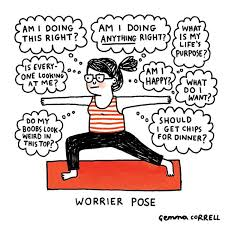 AM I DOING
THIS RIGHT?
AM I DOING
ANYTHING RIGHT?
WHAT
IS MY
LIFE'S
PURPOSE?
IS EVERY-
ONE LOOKING
AT ME?
AM I
HAPPY?
WHAT
DO I
WANT?
DO MY
BOOBS LOOK
WEIRD IN
THIS TOP?
SHOULD
I GET CHIPS
FOR DINNER?
WORRIER POSE
gemma CORRELL